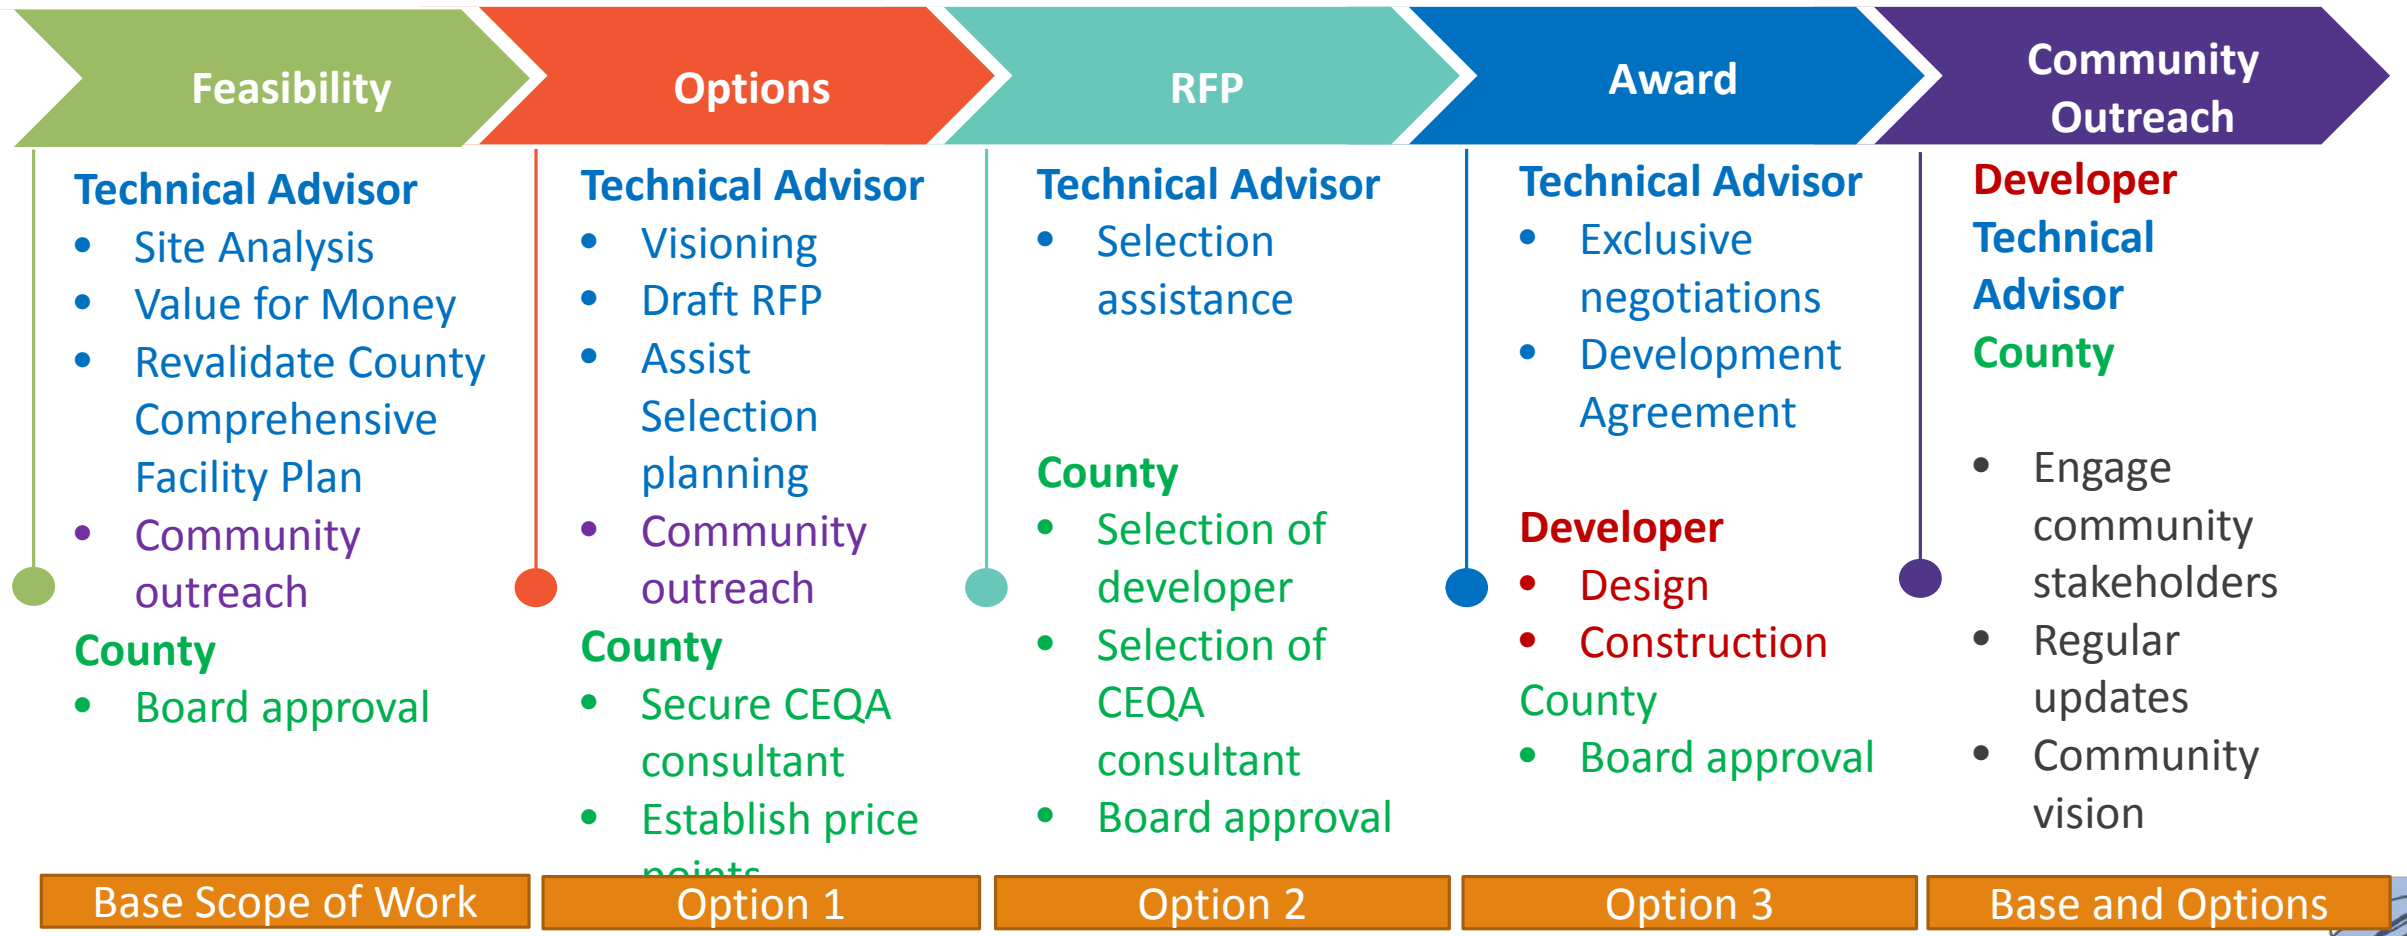 Feasibility
Options
RFP
Award
Community
Outreach
Technical Advisor
• Site Analysis
• Value for Money
• Revalidate County
Comprehensive
Facility Plan
• Community
outreach
County
• Board approval
Technical Advisor
• Visioning
• Draft RFP
• Assist
Selection
planning
• Community
outreach
County
• Secure CEQA
consultant
• Establish price
points
Technical Advisor
• Selection
assistance
County
• Selection of
developer
• Selection of
CEQA
consultant
• Board approval
Technical Advisor
• Exclusive
negotiations
• Development
Agreement
Developer
• Design
• Construction
County
• Board approval
Developer
Technical
Advisor
County
• Engage
community
stakeholders
• Regular
updates
• Community
vision
Base Scope of Work
Option 1
Option 2
Option 3
Base and Options